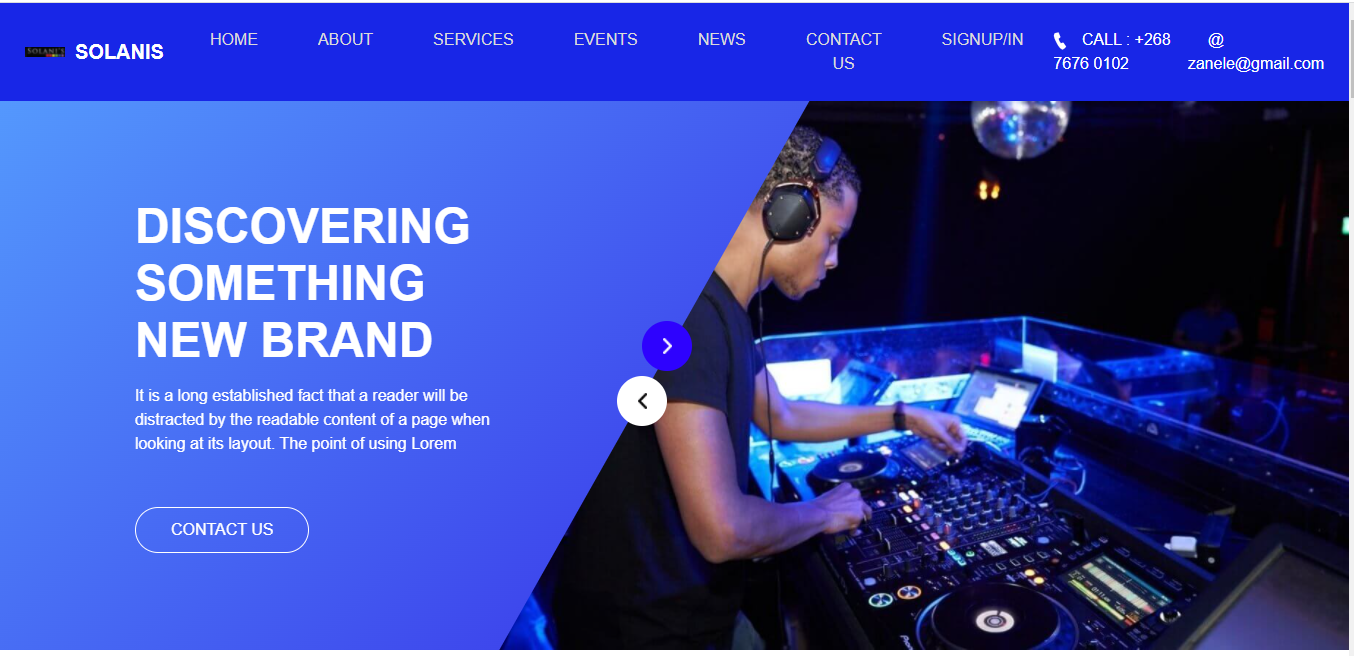 SOLANI'S
SOLANIS
HOME
ABOUT
SERVICES
EVENTS
NEWS
CONTACT
US
SIGNUP/IN
CALL : +268
7676 0102
@
zanele@gmail.com
DISCOVERING
SOMETHING
NEW BRAND
It is a long established fact that a reader will be
distracted by the readable content of a page when
looking at its layout. The point of using Lorem
CONTACT US